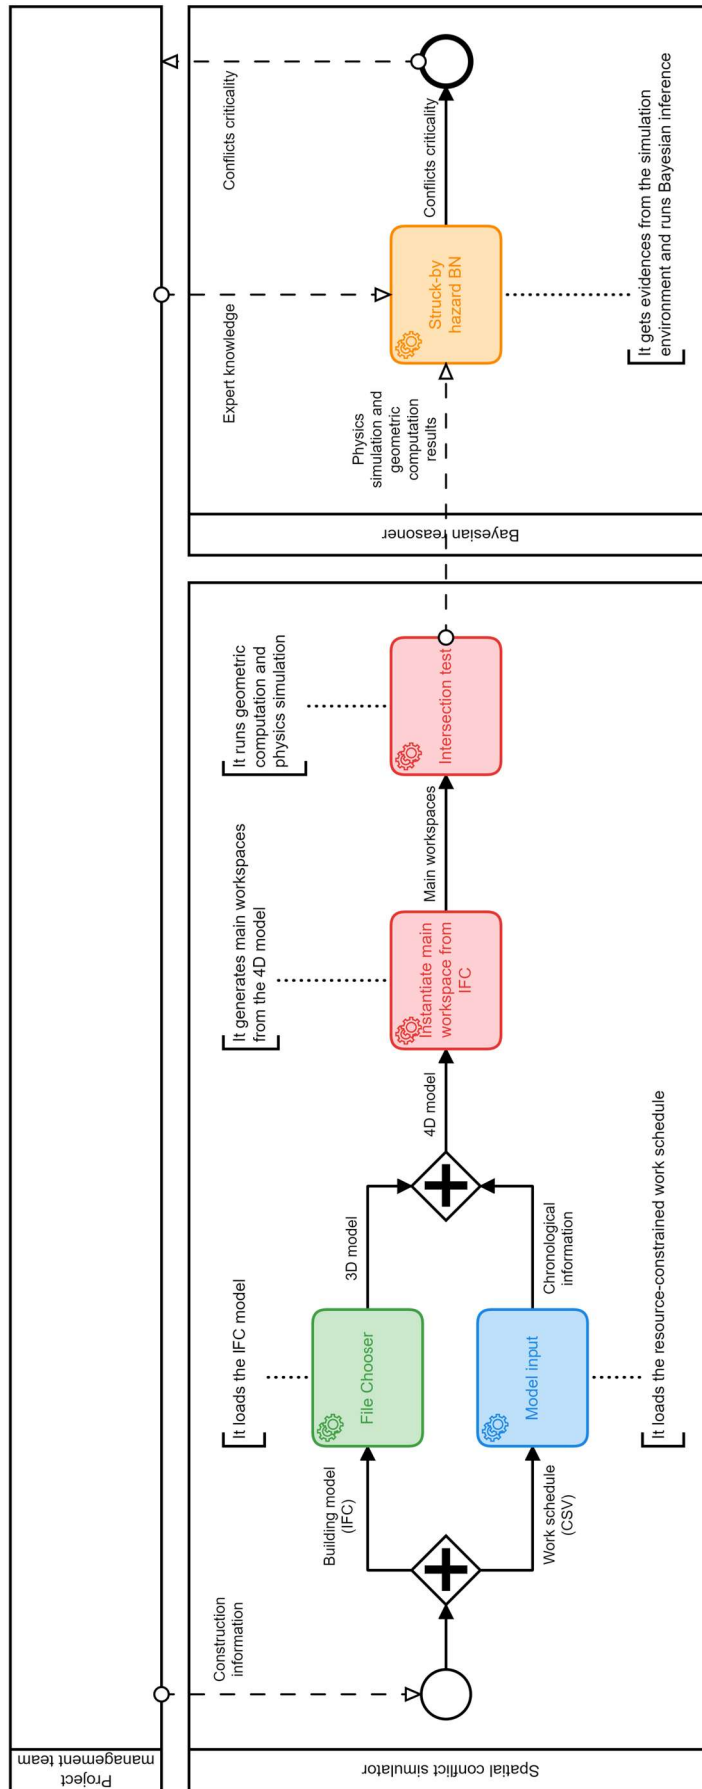 Project
management team
Spatial conflict simulator
Construction
information
Building model
(IFC)
Work schedule
(CSV)
It loads the IFC model
File Chooser
Model input
It loads the resource-constrained work schedule
3D model
Chronological
information
4D model
It generates main workspaces
from the 4D model
Instantiate main
workspace from
IFC
Main workspaces
It runs geometric
computation and
physics simulation
Intersection test
Bayesian reasoner
Physics
simulation and
geometric
computation
results
Expert knowledge
Struck-by
hazard BN
It gets evidences from the simulation
environment and runs Bayesian inference
Conflicts criticality
Conflicts criticality